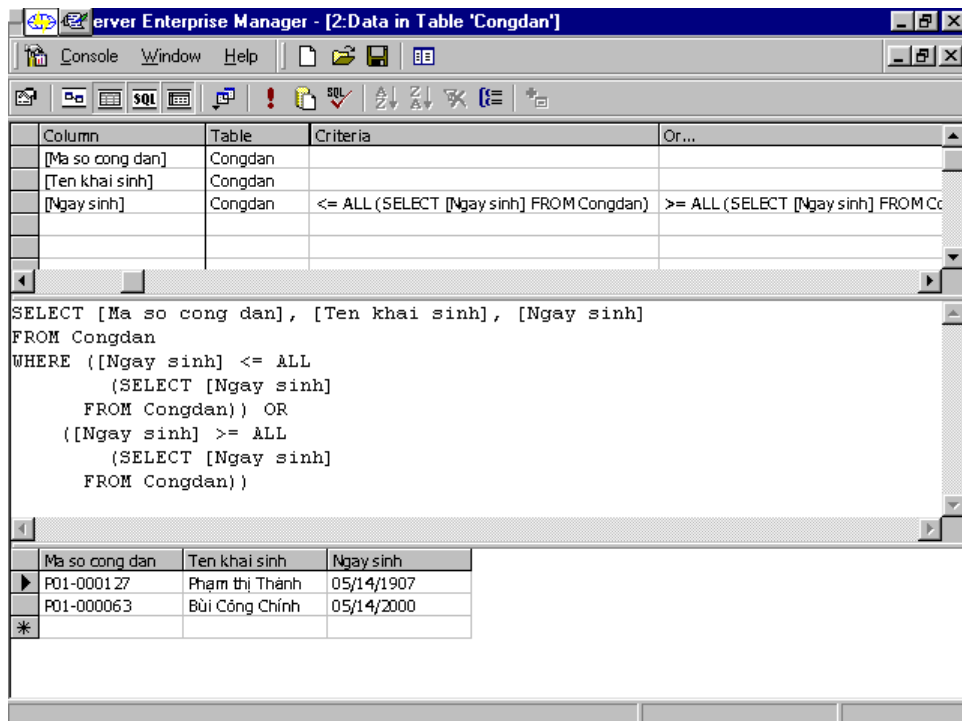 erver Enterprise Manager - [2:Data in Table 'Congdan']
Console Window Help
SQL SQL
Column Table Criteria Or...
[Ma so cong dan] Congdan
[Ten khai sinh] Congdan
[Ngay sinh] Congdan <= ALL (SELECT [Ngay sinh] FROM Congdan) >= ALL (SELECT [Ngay sinh] FROM Co
SELECT [Ma so cong dan], [Ten khai sinh], [Ngay sinh]
FROM Congdan
WHERE ([Ngay sinh] <= ALL
(SELECT [Ngay sinh]
FROM Congdan)) OR
([Ngay sinh] >= ALL
(SELECT [Ngay sinh]
FROM Congdan))
Ma so cong dan Ten khai sinh Ngay sinh
P01-000127 Phạm thị Thành 05/14/1907
P01-000063 Bùi Công Chính 05/14/2000